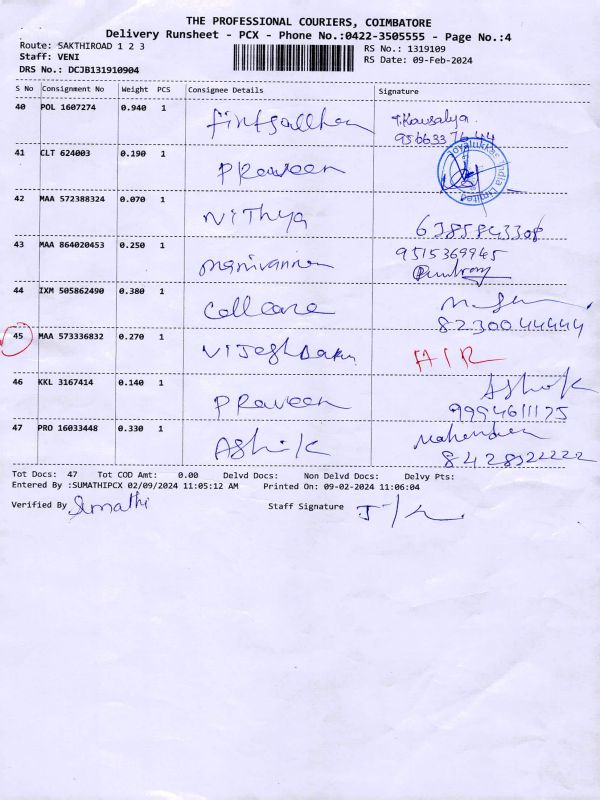 THE PROFESSIONAL COURIERS, COIMBATORE
Delivery Runsheet - PCX - Phone No.:0422-3505555 - Page No.:4
Route: SAKTHIROAD 1 2 3
RS No.: 1319109
Staff: VENI
RS Date: 09-Feb-2024
DRS No.: DCJB131910904
S No Consignment No Weight PCS Consignee Details Signature
40 POL 1607274 0.940 1 T.Kousalya
41 CLT 624003 0.190 1 Praveen
42 MAA 572388324 0.070 1 Nithya 6385843308
43 MAA 864020453 0.250 1 manivannan 9515369945
44 IXM 505862490 0.380 1 Callcare
8230044444
45 MAA 573336832 0.270 1 AIR
46 KKL 3167414 0.140 1 Praveen Ashok
9994611175
47 PRO 16033448 0.330 1 Ashik Mahendran
8428222222
Tot Docs: 47 Tot COD Amt: 0.00 Delvd Docs: Non Delvd Docs: Delvy Pts:
Entered By :SUMATHIPCX 02/09/2024 11:05:12 AM Printed On: 09-02-2024 11:06:04
Verified By Sumathi Staff Signature